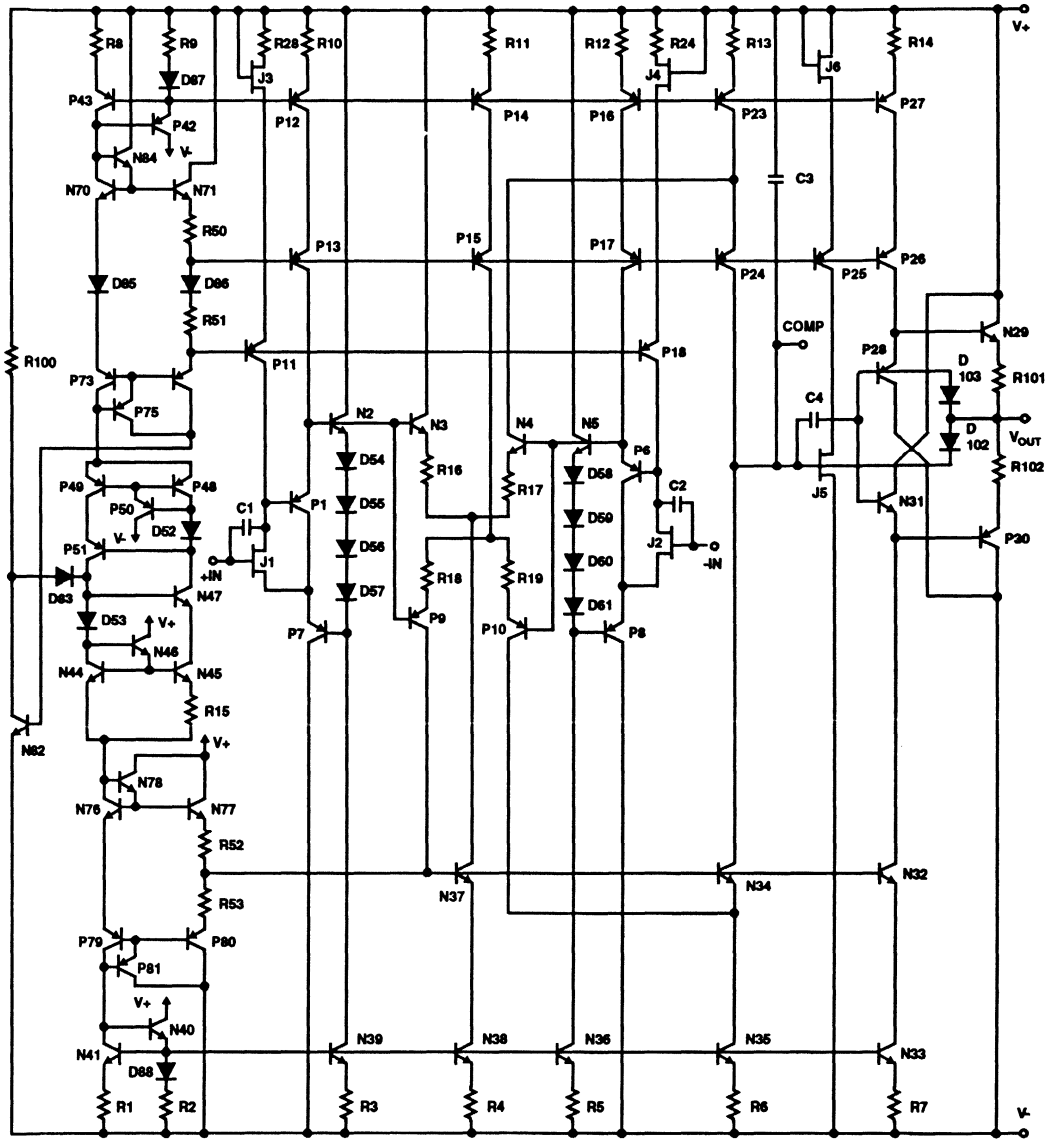 R8 R9 R28 R10 R11 R12 R24 R13 R14 V+
D87 J3 J4 J6
P43 P42 P12 P14 P16 P23 P27
V-
N84
N70 N71 C3
R50
P13 P15 P17 P24 P25 P26
D85 D86
R51
COMP N29
R100 P11 P18 P28 D 103 R101
P73 P75 C4
N2 N3 N4 N5 VOUT
D 102
D54 R16 P6 R102
P49 P48 R17 D58 C2 J5
P50 D52 D55 N31
V- C1 P1 D59
P51 J2 P30
+IN J1 D56 D60 -IN
D83 N47 R18 R19
D53 V+ D57 D61
N46 P7 P9 P10 P8
N44 N45
R15
N82 V+
N78
N76 N77
R52
N37 N34 N32
R53
P79 P80
P81
V+
N40
N41 N39 N38 N36 N35 N33
D88
R1 R2 R3 R4 R5 R6 R7 V-